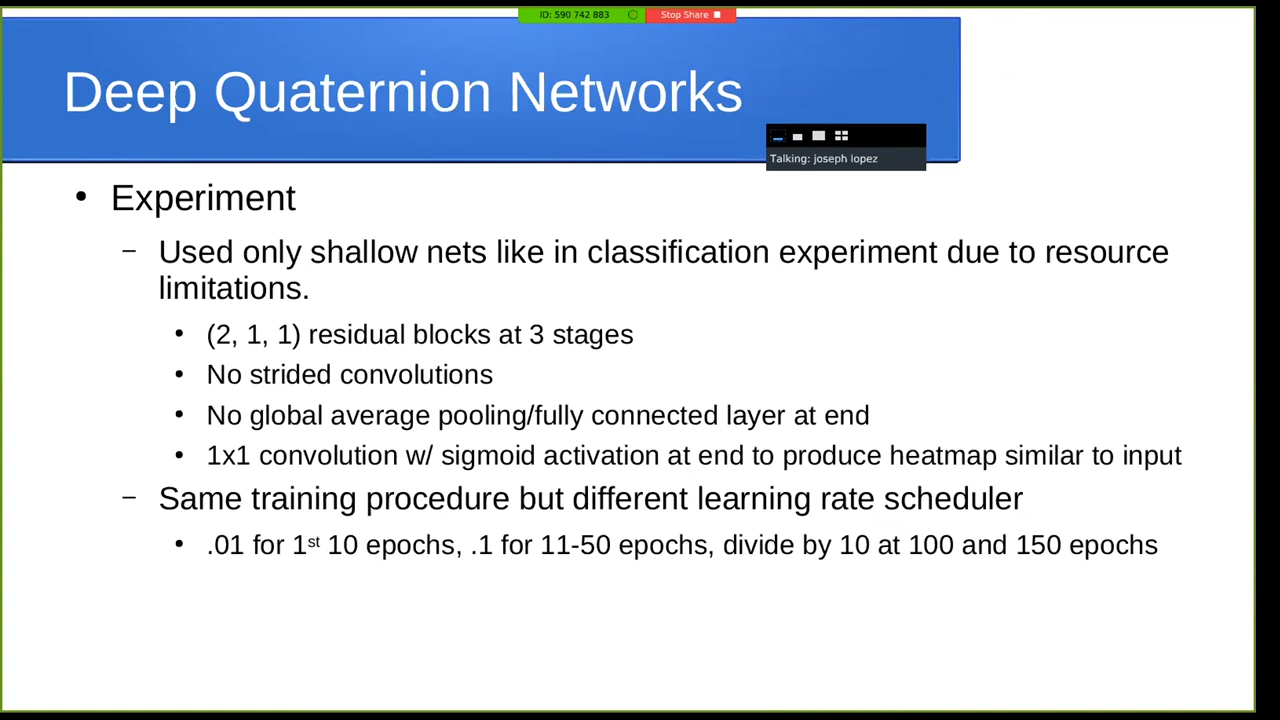 ID: 590 742 883 Stop Share
Deep Quaternion Networks
Talking: joseph lopez
• Experiment
– Used only shallow nets like in classification experiment due to resource
limitations.
• (2, 1, 1) residual blocks at 3 stages
• No strided convolutions
• No global average pooling/fully connected layer at end
• 1x1 convolution w/ sigmoid activation at end to produce heatmap similar to input
– Same training procedure but different learning rate scheduler
• .01 for 1st 10 epochs, .1 for 11-50 epochs, divide by 10 at 100 and 150 epochs